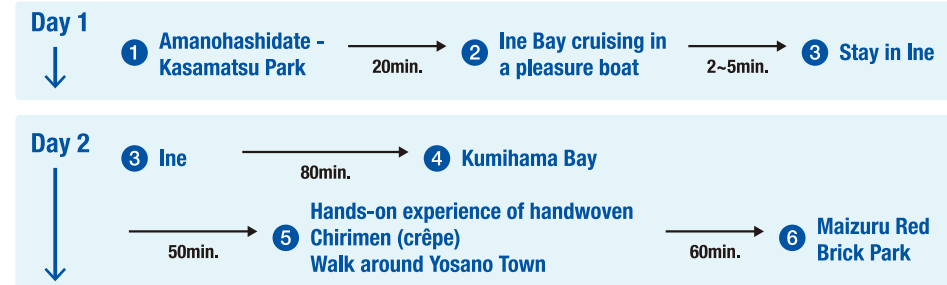 Day 1
1 Amanohashidate -
Kasamatsu Park
20min.
2 Ine Bay cruising in
a pleasure boat
2~5min.
3 Stay in Ine
Day 2
3 Ine
80min.
4 Kumihama Bay
50min.
5 Hands-on experience of handwoven
Chirimen (crêpe)
Walk around Yosano Town
60min.
6 Maizuru Red
Brick Park